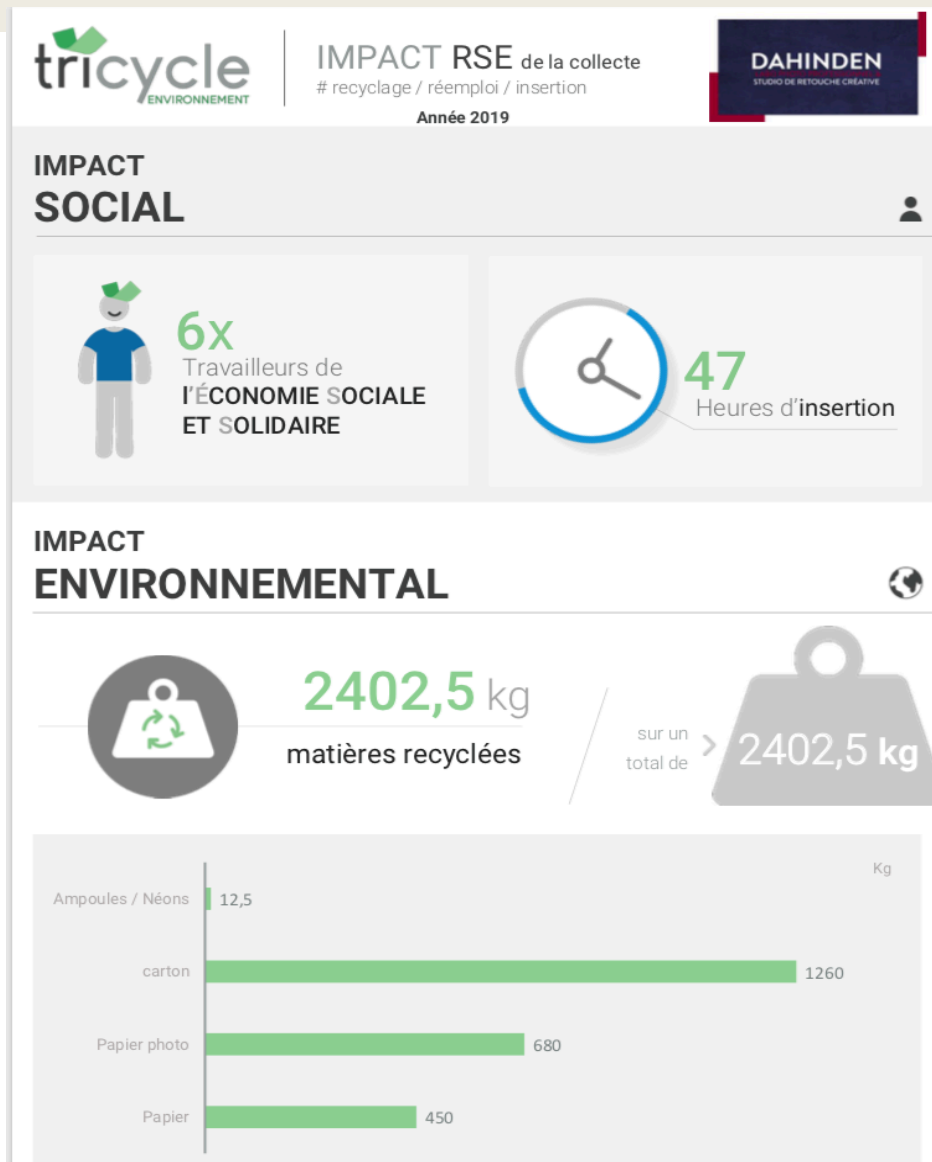 tricycle
ENVIRONNEMENT
IMPACT RSE de la collecte
# recyclage / réemploi / insertion
Année 2019
DAHINDEN
STUDIO DE RETOUCHE CRÉATIVE
IMPACT
SOCIAL
6x
Travailleurs de
l'ÉCONOMIE SOCIALE
ET SOLIDAIRE
47
Heures d'insertion
IMPACT
ENVIRONNEMENTAL
2402,5 kg
matières recyclées
sur un
total de
2402,5 kg
Kg
Ampoules / Néons 12,5
carton 1260
Papier photo 680
Papier 450